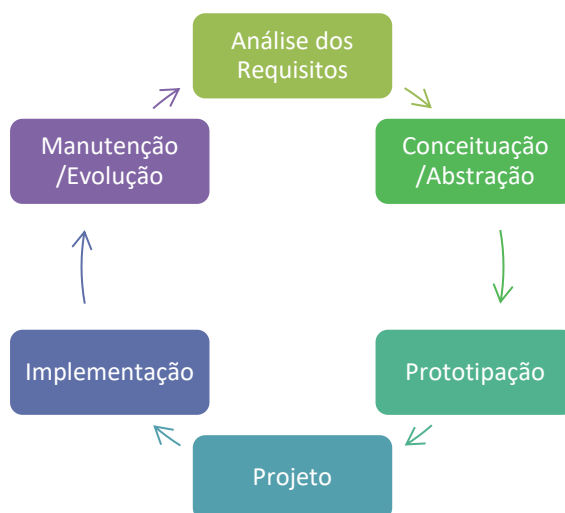 Análise dos
Requisitos
Conceituação
/Abstração
Prototipação
Projeto
Implementação
Manutenção
/Evolução